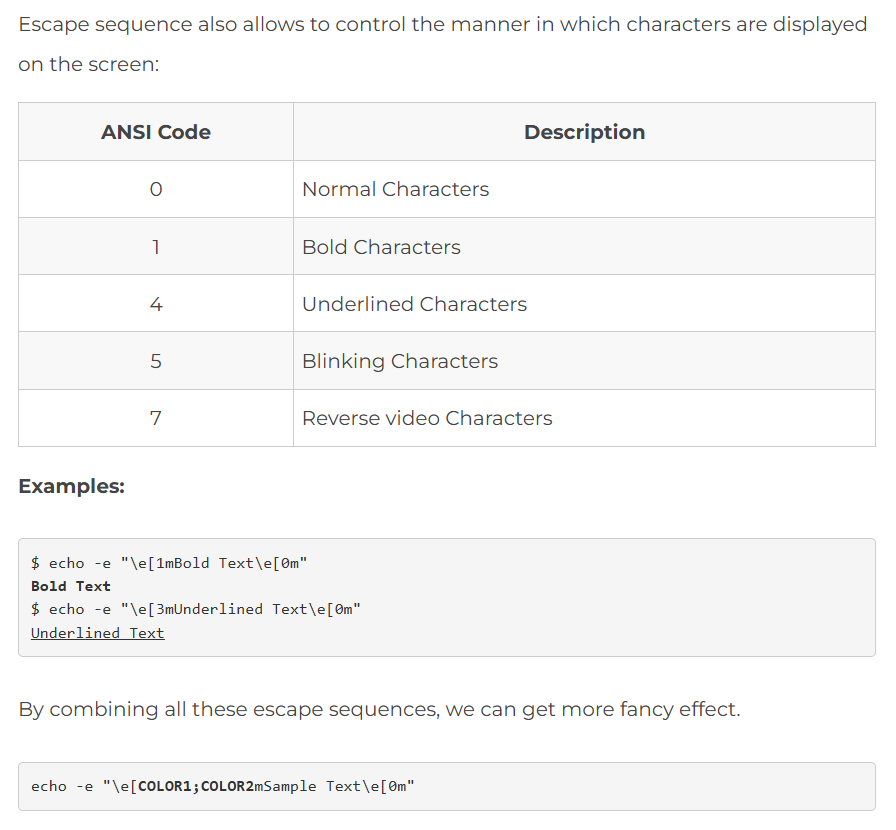 Escape sequence also allows to control the manner in which characters are displayed
on the screen:
ANSI Code Description
0 Normal Characters
1 Bold Characters
4 Underlined Characters
5 Blinking Characters
7 Reverse video Characters
Examples:
$ echo -e "\e[1mBold Text\e[0m"
Bold Text
$ echo -e "\e[3mUnderlined Text\e[0m"
Underlined Text
By combining all these escape sequences, we can get more fancy effect.
echo -e "\e[COLOR1;COLOR2mSample Text\e[0m"